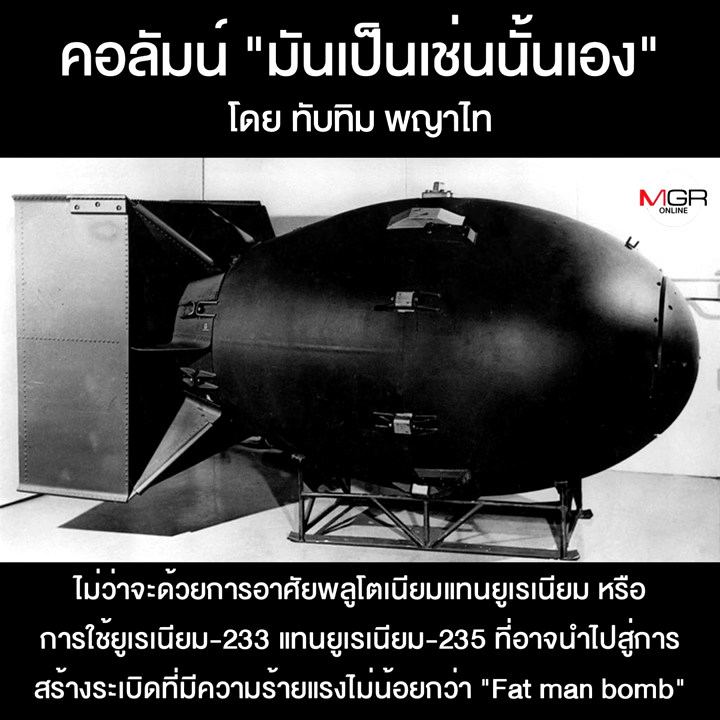 คอลัมน์ "มันเป็นเช่นนั้นเอง"
โดย ทับทิม พญาไท
MGR
ONLINE
ไม่ว่าจะด้วยการอาศัยพลูโตเนียมแทนยูเรเนียม หรือ
การใช้ยูเรเนียม-233 แทนยูเรเนียม-235 ที่อาจนำไปสู่การ
สร้างระเบิดที่มีความร้ายแรงไม่น้อยกว่า "Fat man bomb"